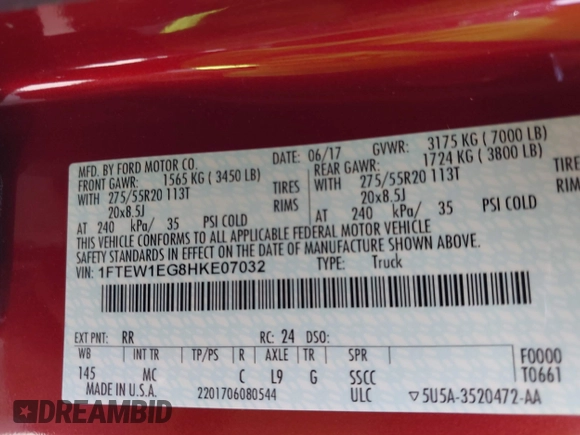 MFD. BY FORD MOTOR CO. DATE: 06/17 GVWR: 3175 KG ( 7000 LB)
FRONT GAWR: 1565 KG ( 3450 LB) REAR GAWR: 1724 KG ( 3800 LB)
WITH 275/55R20 113T TIRES WITH 275/55R20 113T TIRES
20x8.5J RIMS 20x8.5J RIMS
AT 240 kPa/ 35 PSI COLD AT 240 kPa/ 35 PSI COLD
THIS VEHICLE CONFORMS TO ALL APPLICABLE FEDERAL MOTOR VEHICLE
SAFETY STANDARDS IN EFFECT ON THE DATE OF MANUFACTURE SHOWN ABOVE.
VIN: 1FTEW1EG8HKE07032 TYPE: Truck
EXT PNT: RR RC: 24 DSO:
WB INT TR TP/PS R AXLE TR SPR F0000
145 MC C L9 G SSCC T0661
MADE IN U.S.A. 2201706080544 ULC ▽5U5A-3520472-AA
DREAMBID